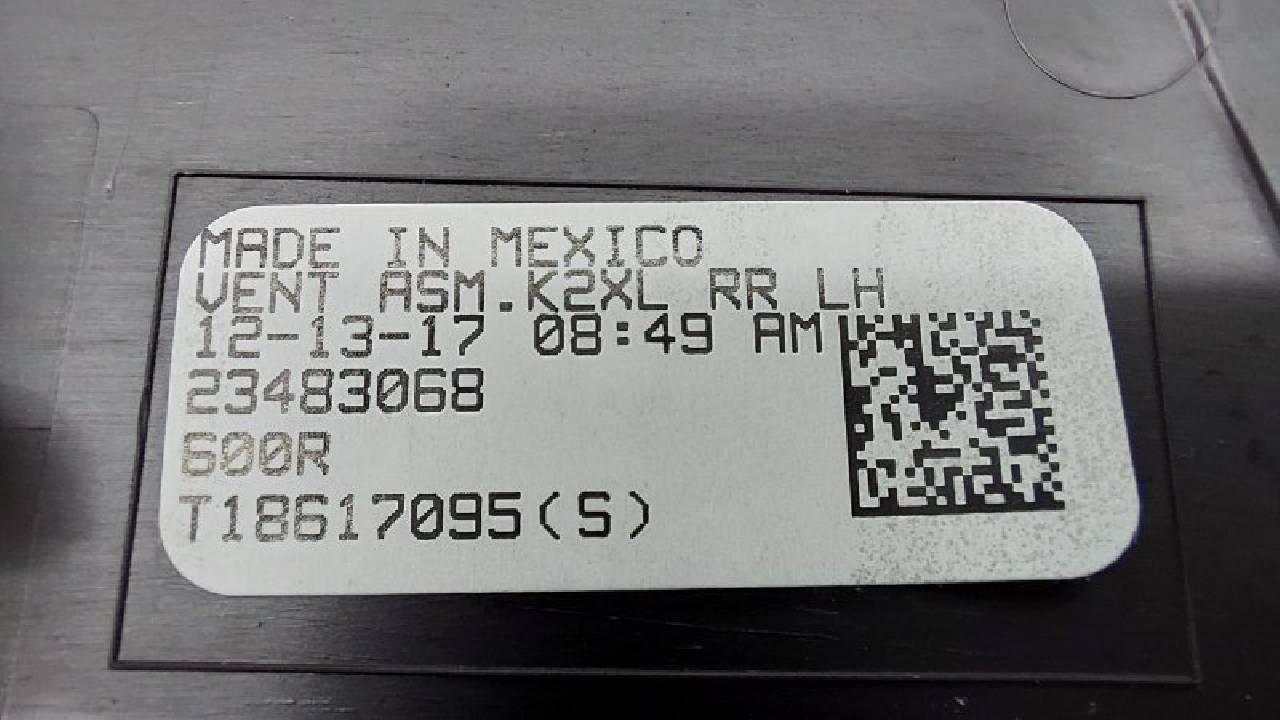 MADE IN MEXICO
VENT ASM.K2XL RR LH
12-13-17 08:49 AM
23483068
600R
T18617095(S)